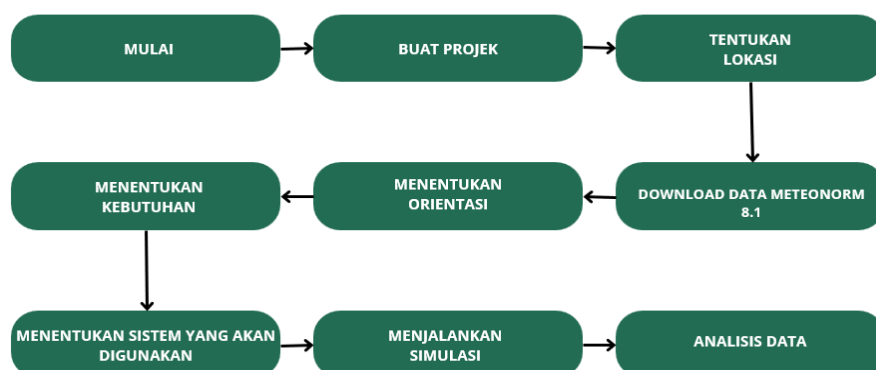 MULAI
BUAT PROJEK
TENTUKAN
LOKASI
DOWNLOAD DATA METEONORM
8.1
MENENTUKAN
ORIENTASI
MENENTUKAN
KEBUTUHAN
MENENTUKAN SISTEM YANG AKAN
DIGUNAKAN
MENJALANKAN
SIMULASI
ANALISIS DATA